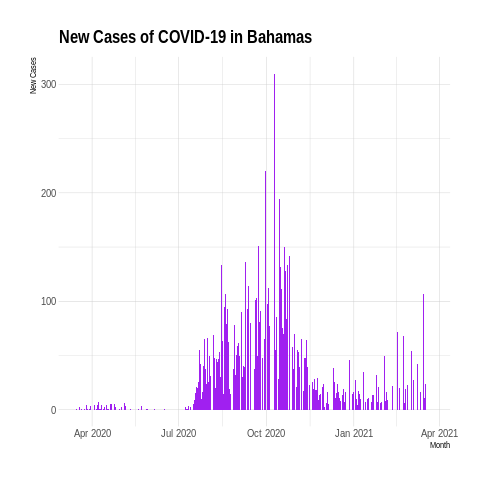 New Cases of COVID-19 in Bahamas
New Cases
300
200
100
0
Apr 2020
Jul 2020
Oct 2020
Jan 2021
Apr 2021
Month